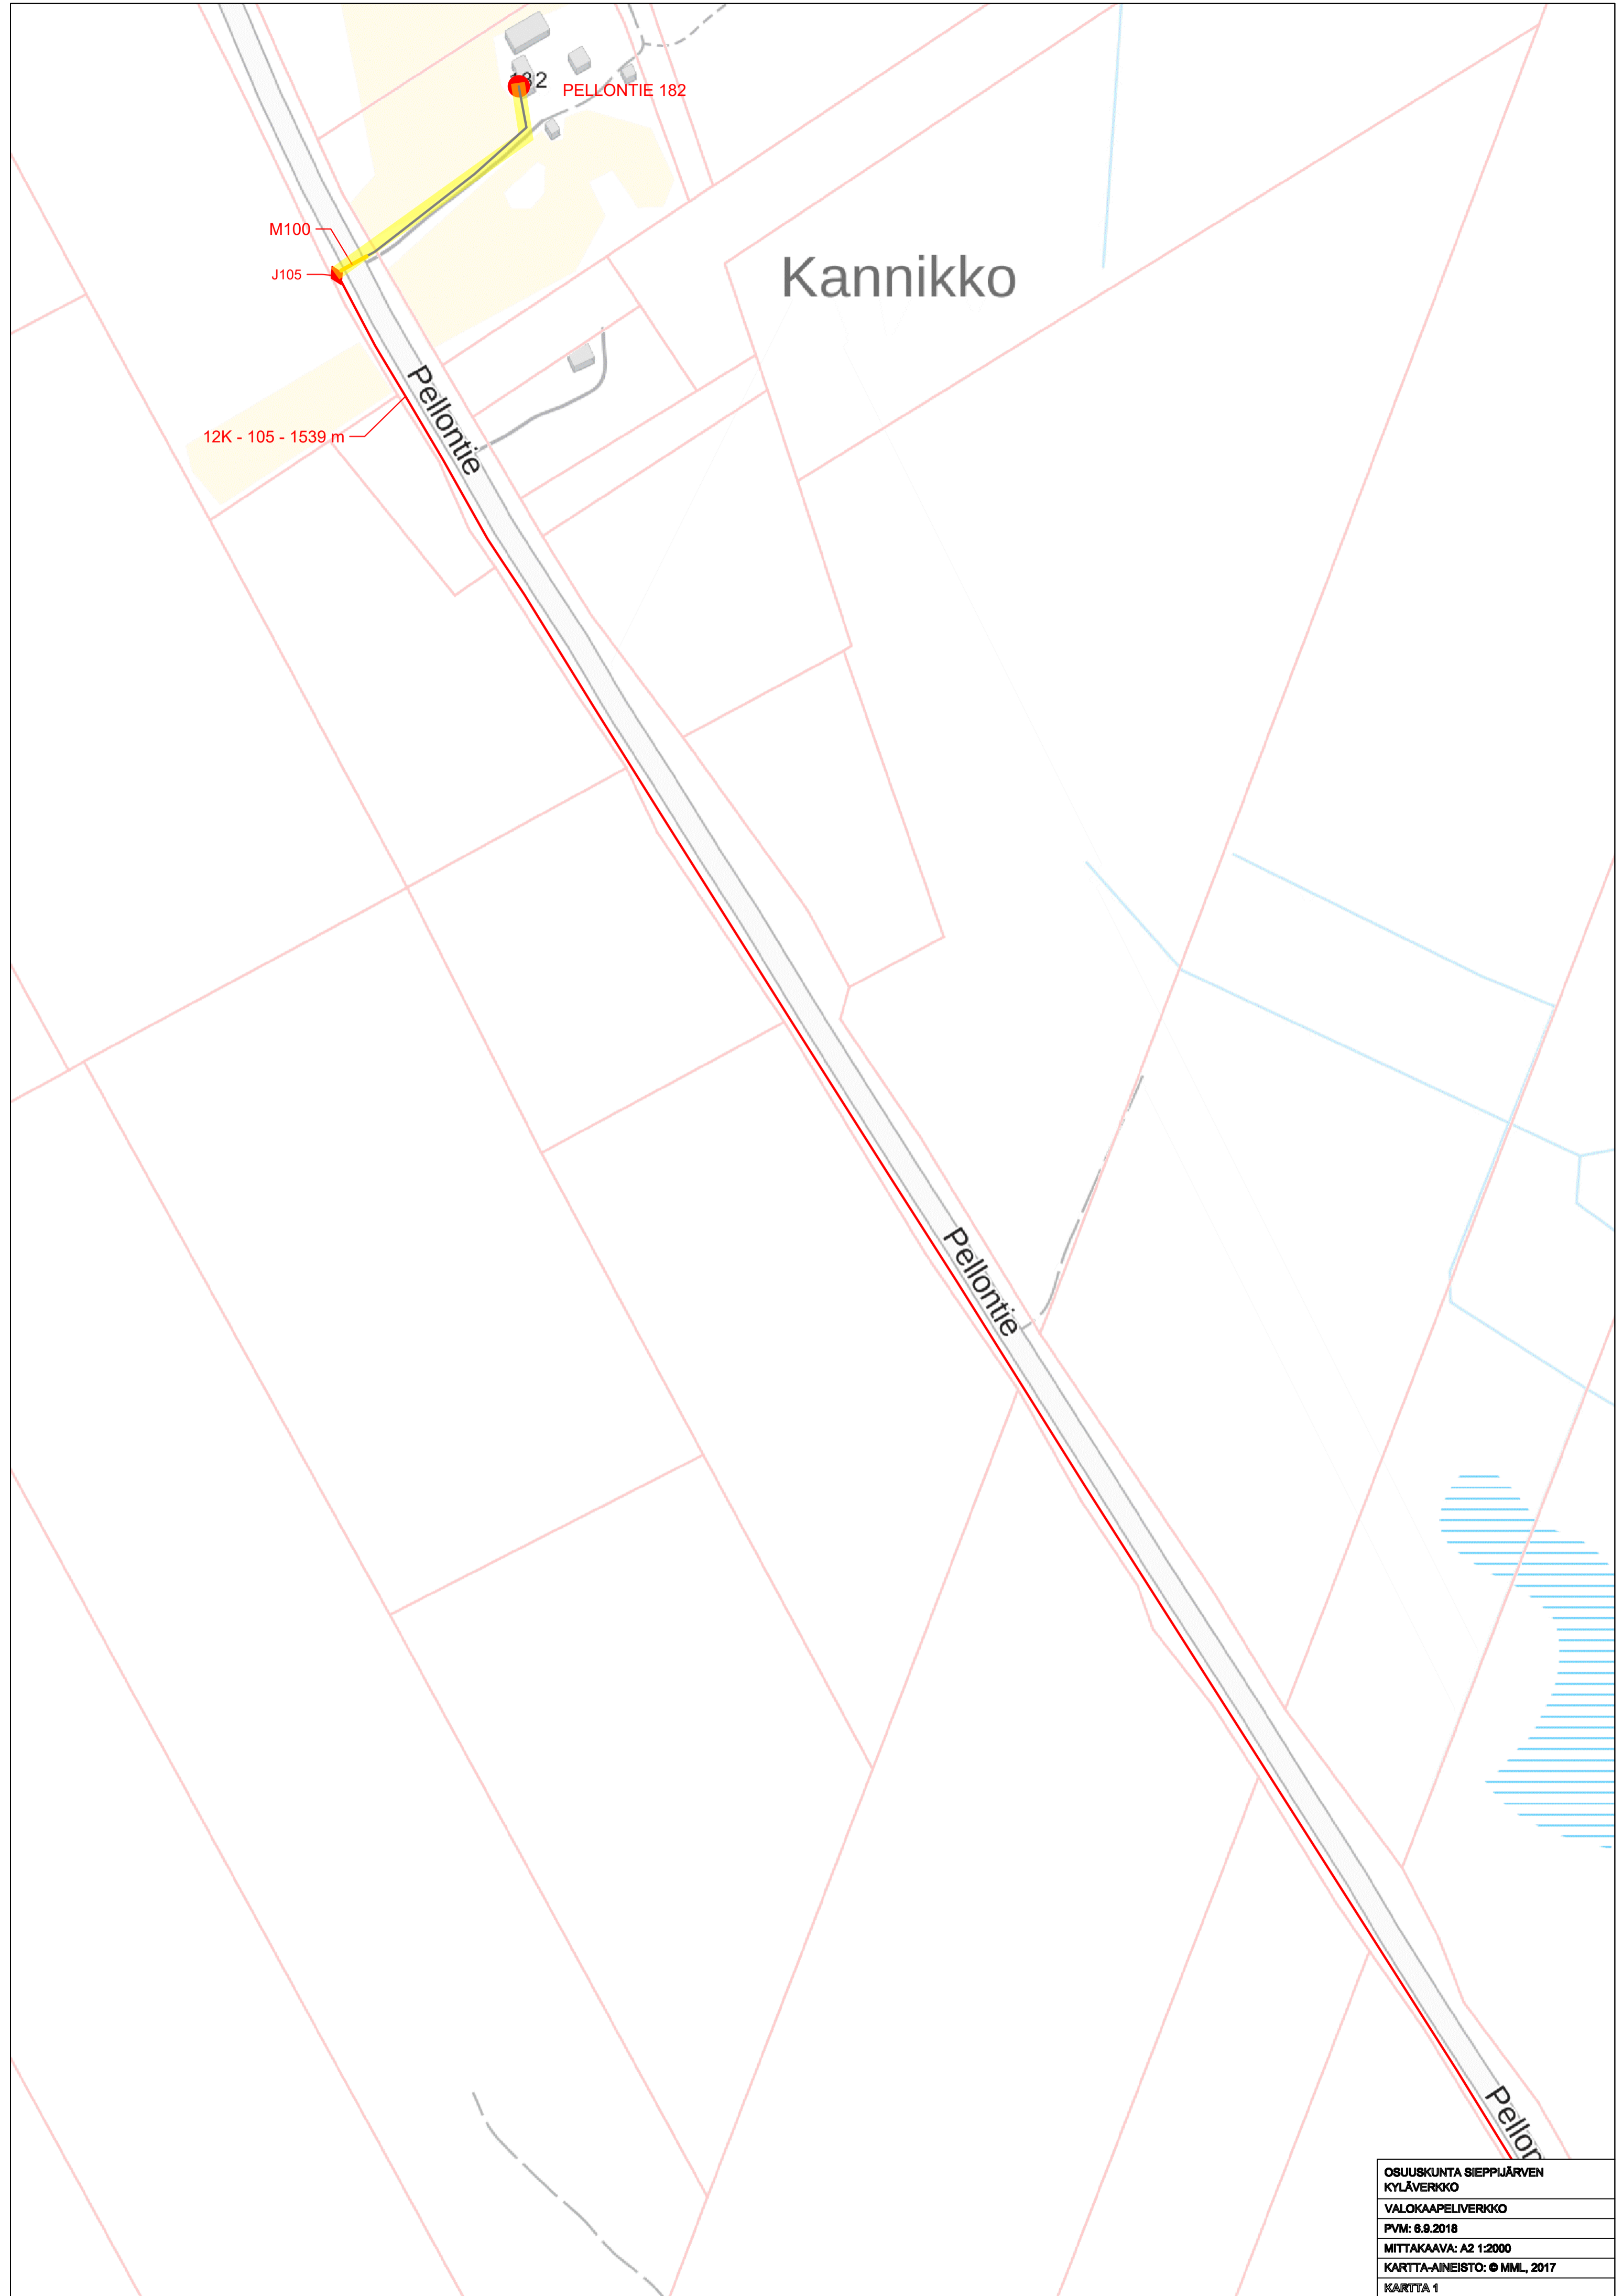 182
PELLONTIE 182
M100
J105
Kannikko
Pellontie
12K - 105 - 1539 m
Pellontie
Pellon
OSUUSKUNTA SIEPPIJÄRVEN
KYLÄVERKKO
VALOKAAPELIVERKKO
PVM: 6.9.2018
MITTAKAAVA: A2 1:2000
KARTTA-AINEISTO: © MML, 2017
KARTTA 1